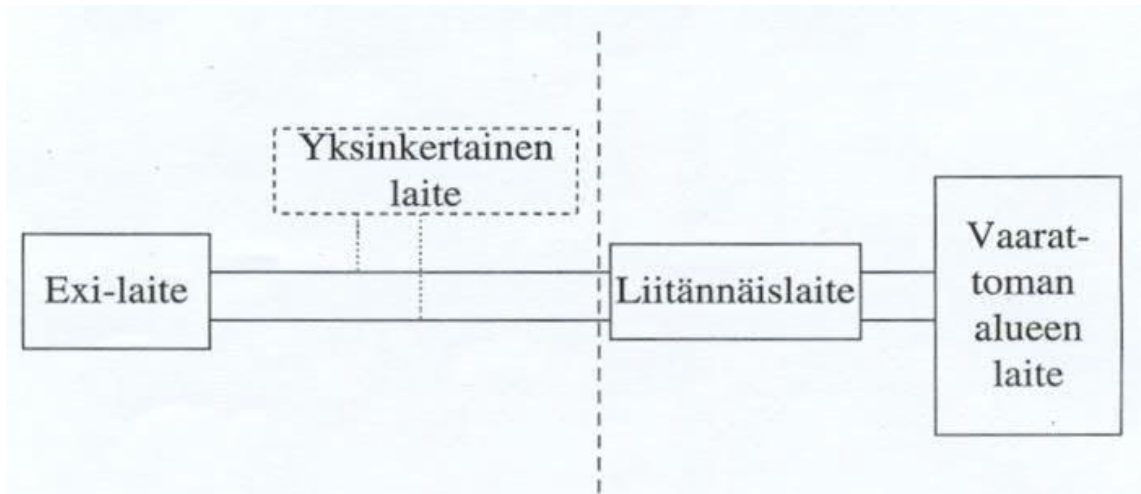 Yksinkertainen
laite
Exi-laite
Liitännäislaite
Vaarat-
toman
alueen
laite